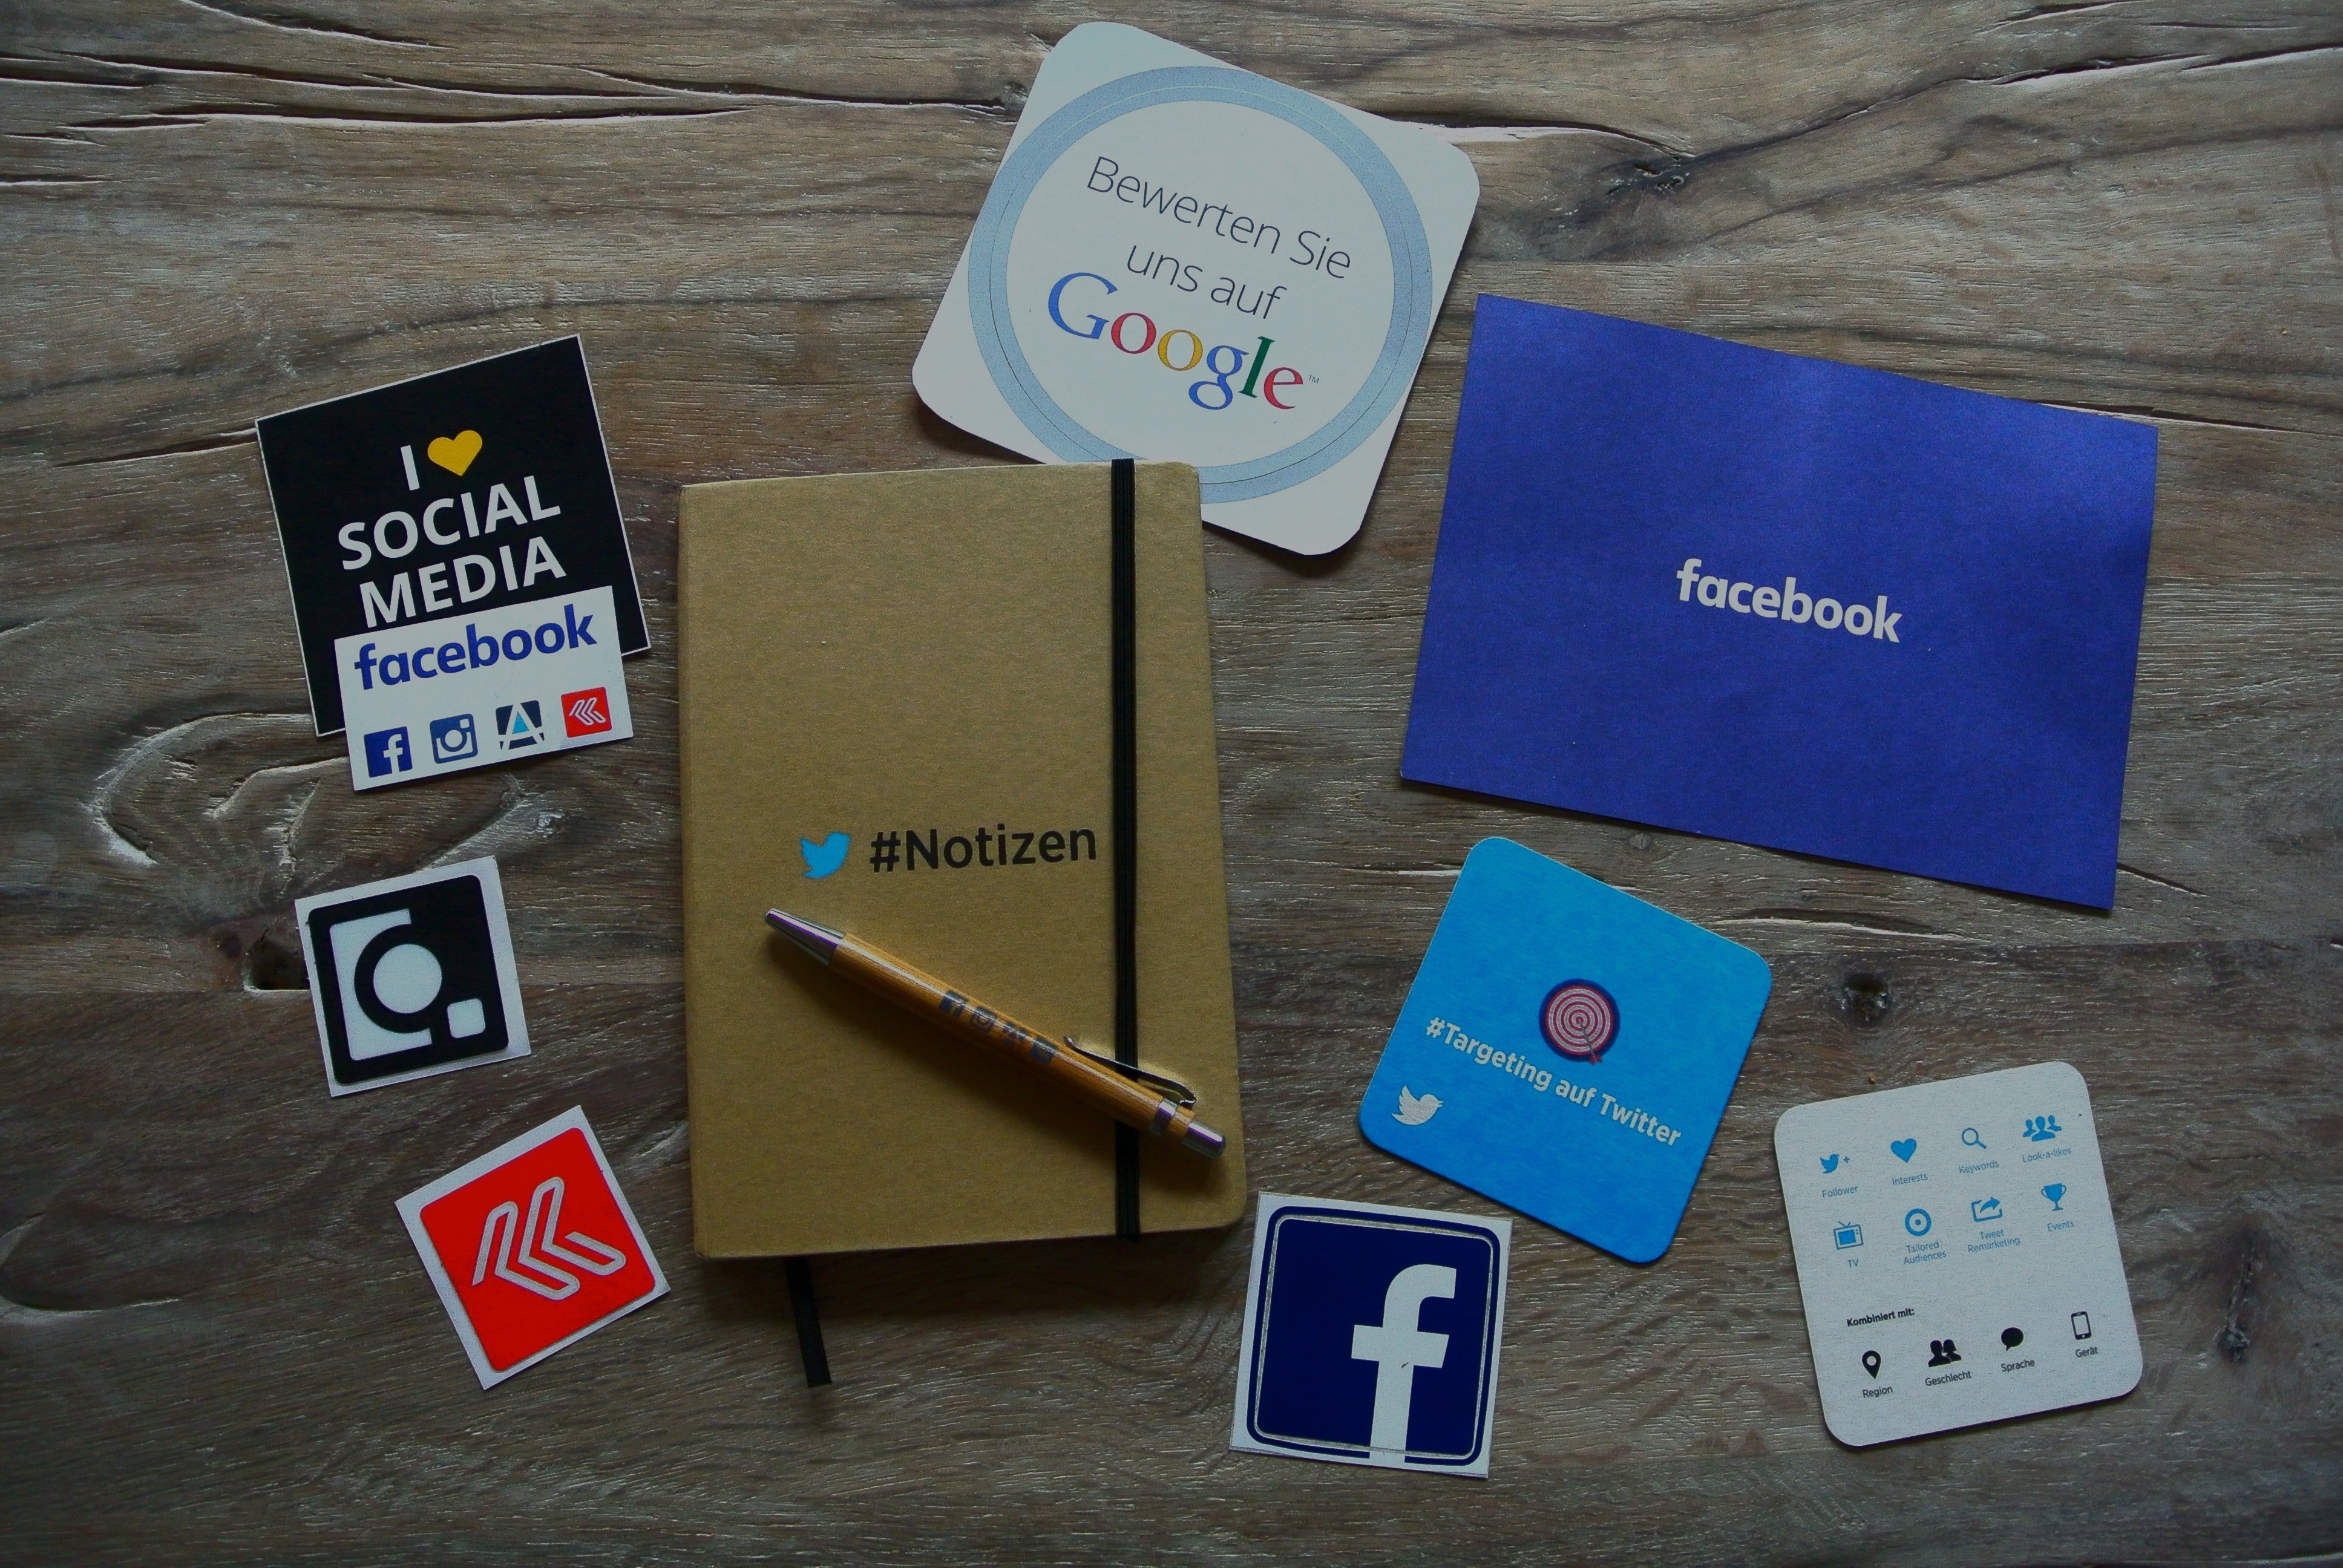 Bewerten Sie
uns auf
Google™
I
SOCIAL
MEDIA
facebook
facebook
#Notizen
#Targeting auf Twitter
Follower
Interests
Keywords
Look-a-likes
TV
Tailored
Audiences
Tweet
Remarketing
Events
Kombiniert mit:
Region
Geschlecht
Sprache
Gerät